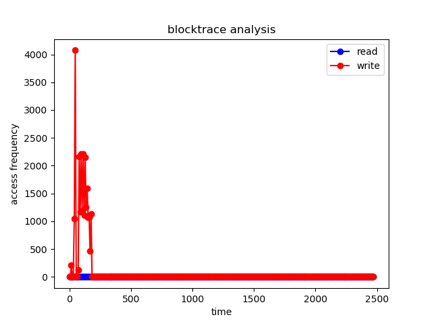 blocktrace analysis
read
write
access frequency
4000
3500
3000
2500
2000
1500
1000
500
0
0 500 1000 1500 2000 2500
time